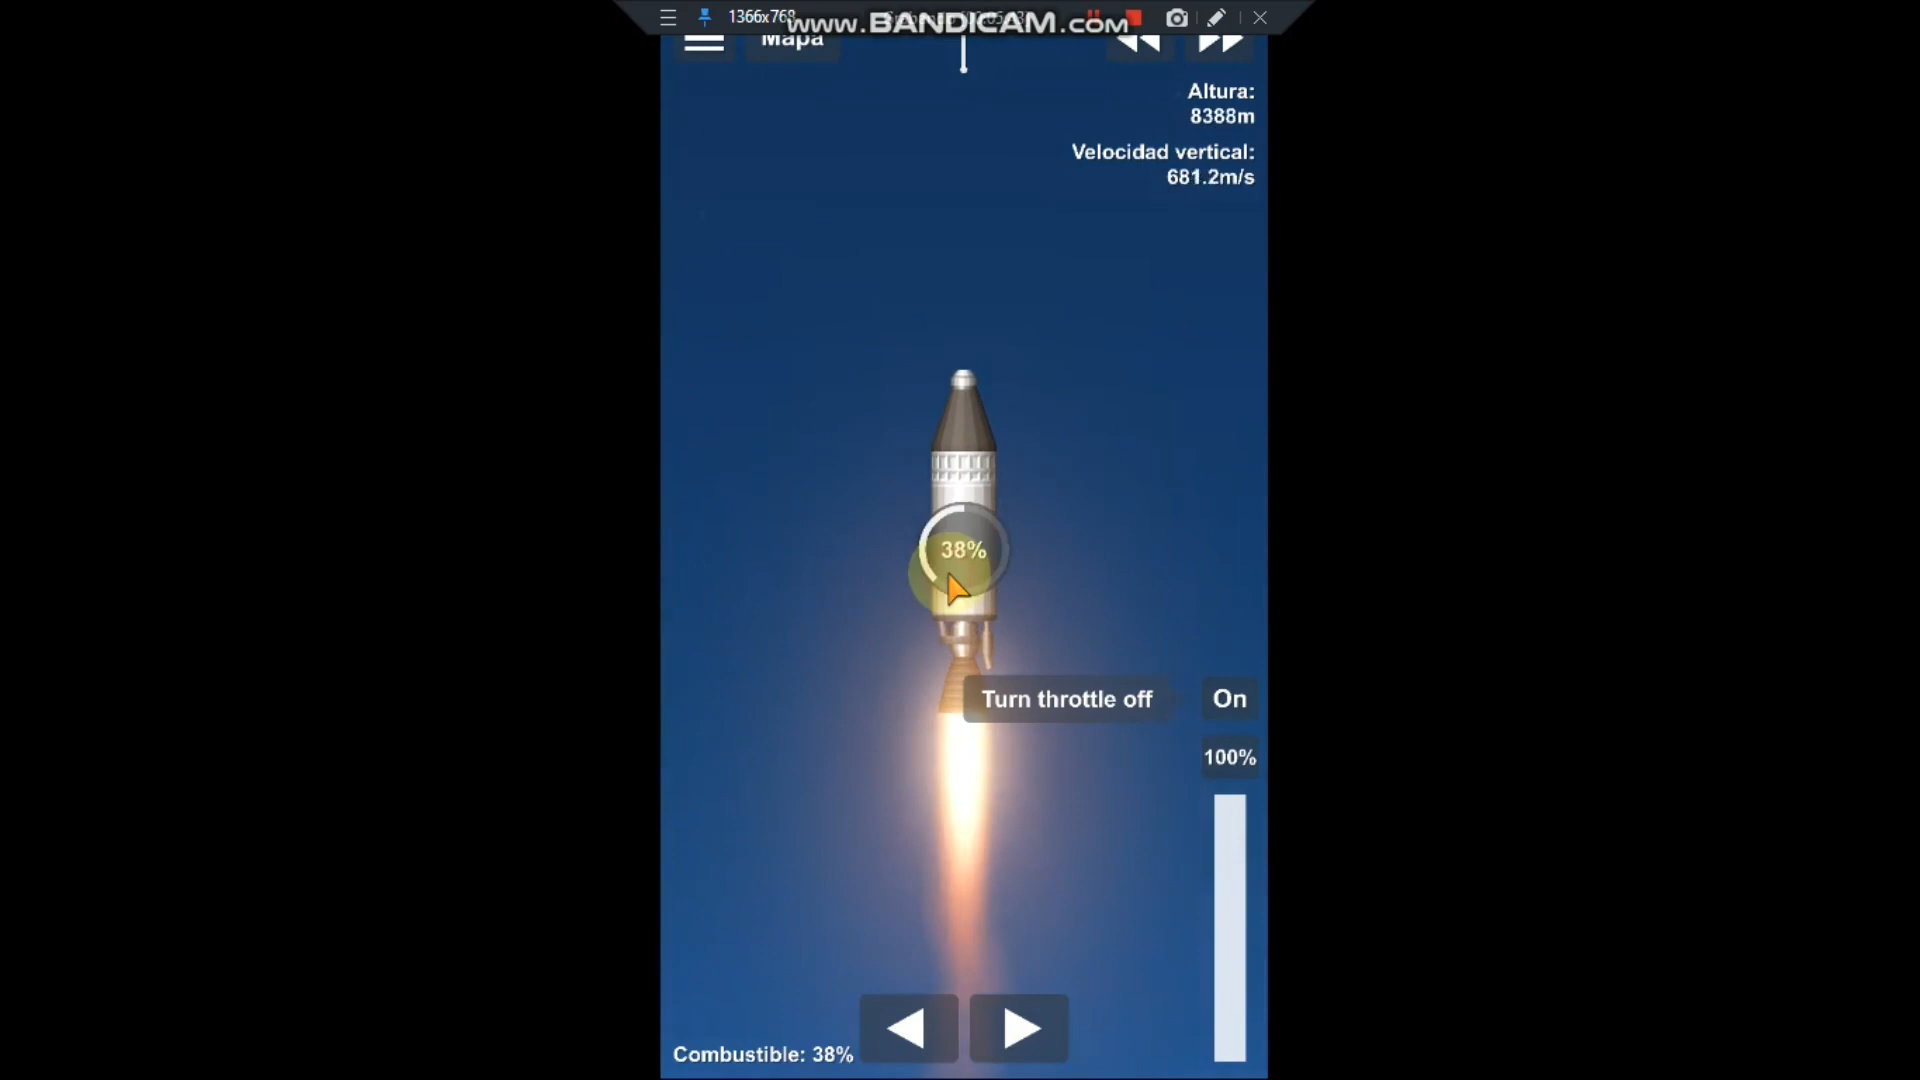 1366x768
www.BANDICAM.com
Mapa
Altura:
8388m
Velocidad vertical:
681.2m/s
38%
Turn throttle off
On
100%
Combustible: 38%